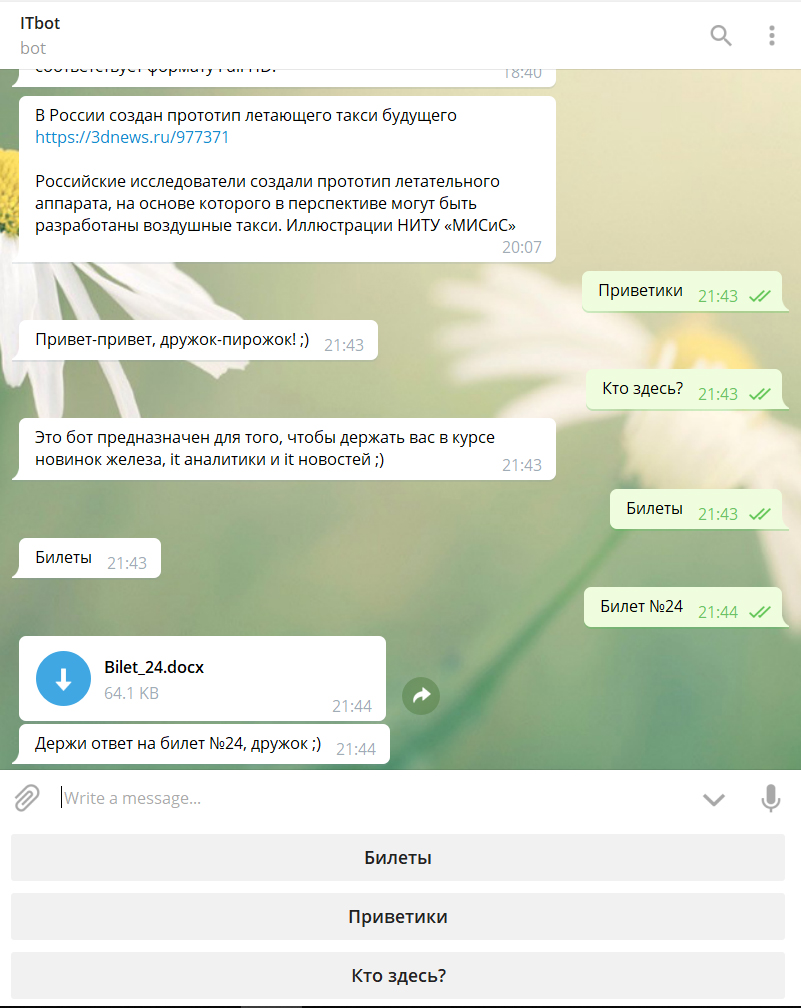 ITbot
bot
соответствует формату Full HD.
18:40
В России создан прототип летающего такси будущего
https://3dnews.ru/977371
Российские исследователи создали прототип летательного
аппарата, на основе которого в перспективе могут быть
разработаны воздушные такси. Иллюстрации НИТУ «МИСиС»
20:07
Приветики 21:43
Привет-привет, дружок-пирожок! ;) 21:43
Кто здесь? 21:43
Это бот предназначен для того, чтобы держать вас в курсе
новинок железа, it аналитики и it новостей ;) 21:43
Билеты 21:43
Билеты 21:43
Билет №24 21:44
Bilet_24.docx
64.1 KB
21:44
Держи ответ на билет №24, дружок ;) 21:44
Write a message...
Билеты
Приветики
Кто здесь?